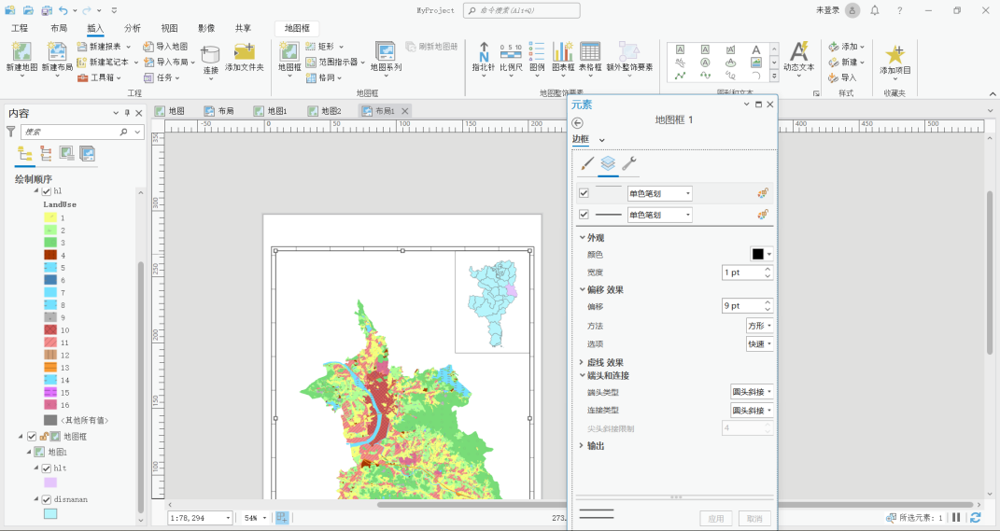 MyProject
命令搜索(Alt+Q)
未登录
工程
布局
插入
分析
视图
影像
共享
地图框
新建地图
新建布局
新建报表
新建笔记本
工具箱
导入地图
导入布局
任务
连接
添加文件夹
工程
地图框
矩形
范围指示器
格网
地图系列
刷新地图册
地图框
指北针
比例尺
图例
图表框
表格框
额外整饰要素
地图整饰要素
图形和文本
动态文本
添加
新建
导入
样式
添加项目
收藏夹
内容
搜索
绘制顺序
hl
LandUse
1
2
3
4
5
6
7
8
9
10
11
12
13
14
15
16
<其他所有值>
地图框
地图1
hlt
disnanan
地图
布局
地图1
地图2
布局1
-50
0
50
100
150
200
400
450
500
350
300
250
200
150
100
元素
地图框 1
边框
单色笔划
单色笔划
外观
颜色
宽度
1 pt
偏移 效果
偏移
9 pt
方法
方形
选项
快速
虚线 效果
端头和连接
端头类型
圆头斜接
连接类型
圆头斜接
尖头斜接限制
4
输出
应用
取消
1:78,294
54%
273.
所选元素: 1